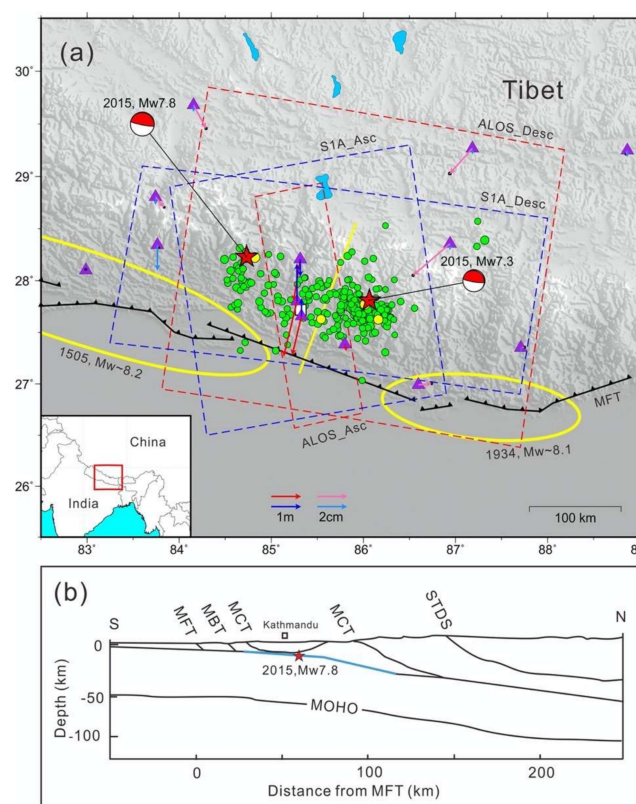 (a)
Tibet
2015, Mw7.8
ALOS_Desc
S1A_Asc
S1A_Desc
2015, Mw7.3
1505, Mw~8.2
1934, Mw~8.1
MFT
ALOS_Asc
China
India
1m
2cm
100 km
30°
29°
28°
27°
26°
83°
84°
85°
86°
87°
88°
(b)
S
N
MFT
MBT
MCT
Kathmandu
MCT
STDS
2015,Mw7.8
MOHO
Depth (km)
0
-50
-100
0
100
200
Distance from MFT (km)